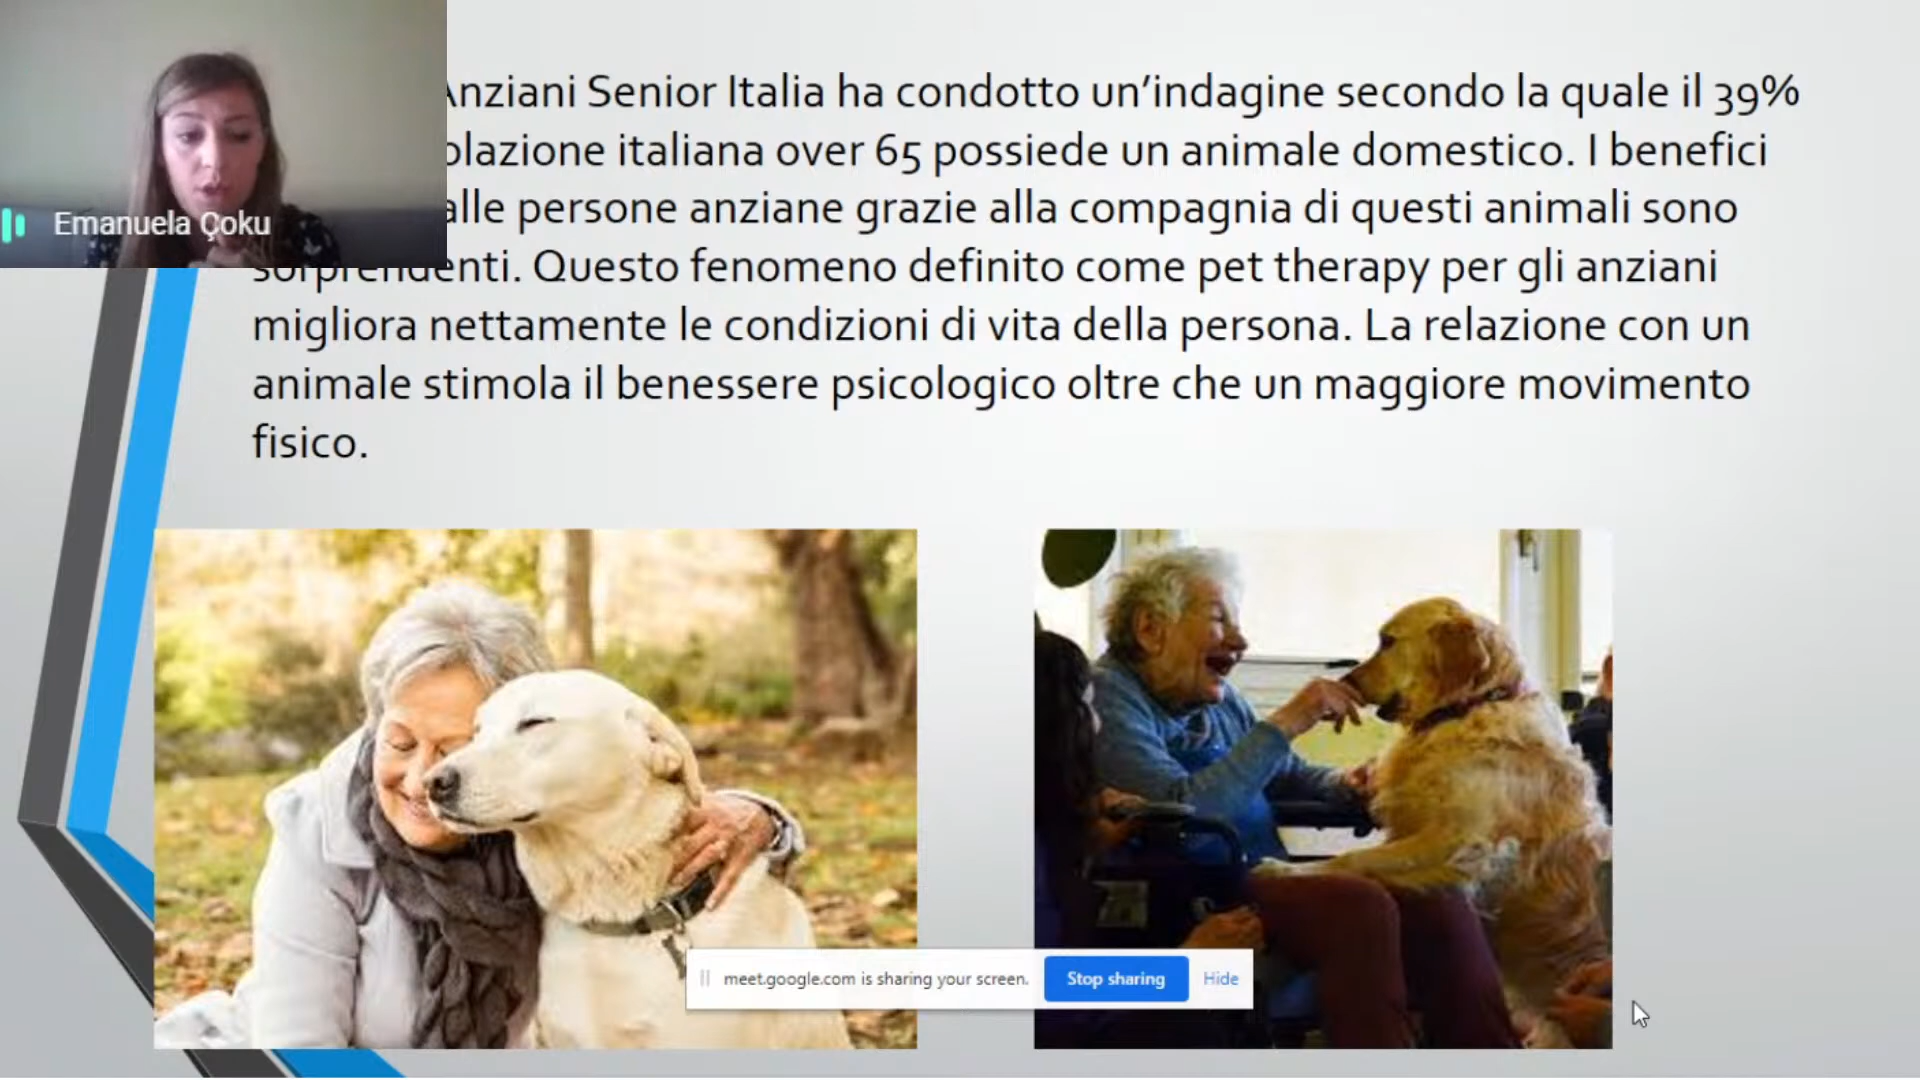 Anziani Senior Italia ha condotto un'indagine secondo la quale il 39%
italiana over 65 possiede un animale domestico. I benefici
persone anziane grazie alla compagnia di questi animali sono
Emanuela Çoku
sorprendenti. Questo fenomeno definito come pet therapy per gli anziani
migliora nettamente le condizioni di vita della persona. La relazione con un
animale stimola il benessere psicologico oltre che un maggiore movimento
fisico.
meet.google.com is sharing your screen. Stop sharing Hide